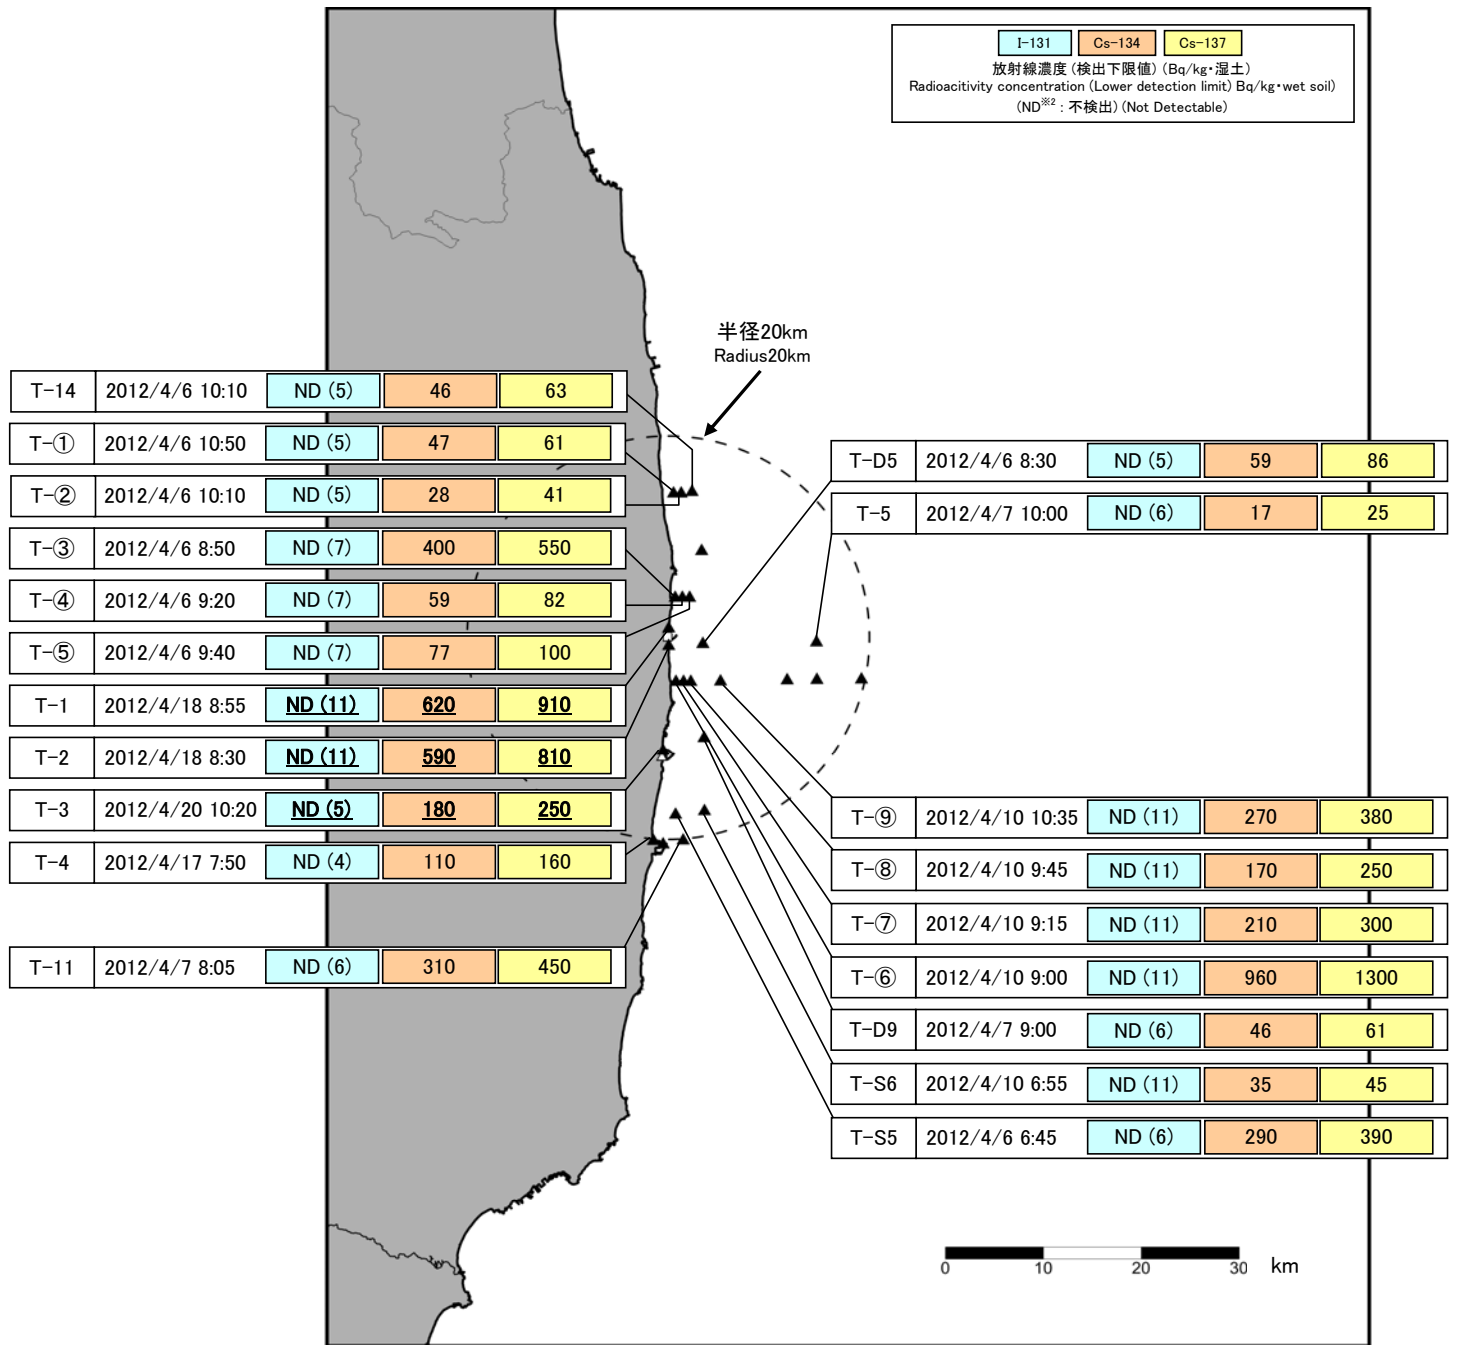 I-131 Cs-134 Cs-137
放射線濃度 (検出下限値) (Bq/kg・湿土)
Radioacitivity concentration (Lower detection limit) Bq/kg・wet soil)
(ND※2 : 不検出) (Not Detectable)
半径20km
Radius20km
T-14 2012/4/6 10:10 ND (5) 46 63
T-① 2012/4/6 10:50 ND (5) 47 61
T-② 2012/4/6 10:10 ND (5) 28 41
T-③ 2012/4/6 8:50 ND (7) 400 550
T-④ 2012/4/6 9:20 ND (7) 59 82
T-⑤ 2012/4/6 9:40 ND (7) 77 100
T-1 2012/4/18 8:55 ND (11) 620 910
T-2 2012/4/18 8:30 ND (11) 590 810
T-3 2012/4/20 10:20 ND (5) 180 250
T-4 2012/4/17 7:50 ND (4) 110 160
T-11 2012/4/7 8:05 ND (6) 310 450
T-D5 2012/4/6 8:30 ND (5) 59 86
T-5 2012/4/7 10:00 ND (6) 17 25
T-⑨ 2012/4/10 10:35 ND (11) 270 380
T-⑧ 2012/4/10 9:45 ND (11) 170 250
T-⑦ 2012/4/10 9:15 ND (11) 210 300
T-⑥ 2012/4/10 9:00 ND (11) 960 1300
T-D9 2012/4/7 9:00 ND (6) 46 61
T-S6 2012/4/10 6:55 ND (11) 35 45
T-S5 2012/4/6 6:45 ND (6) 290 390
0 10 20 30 km